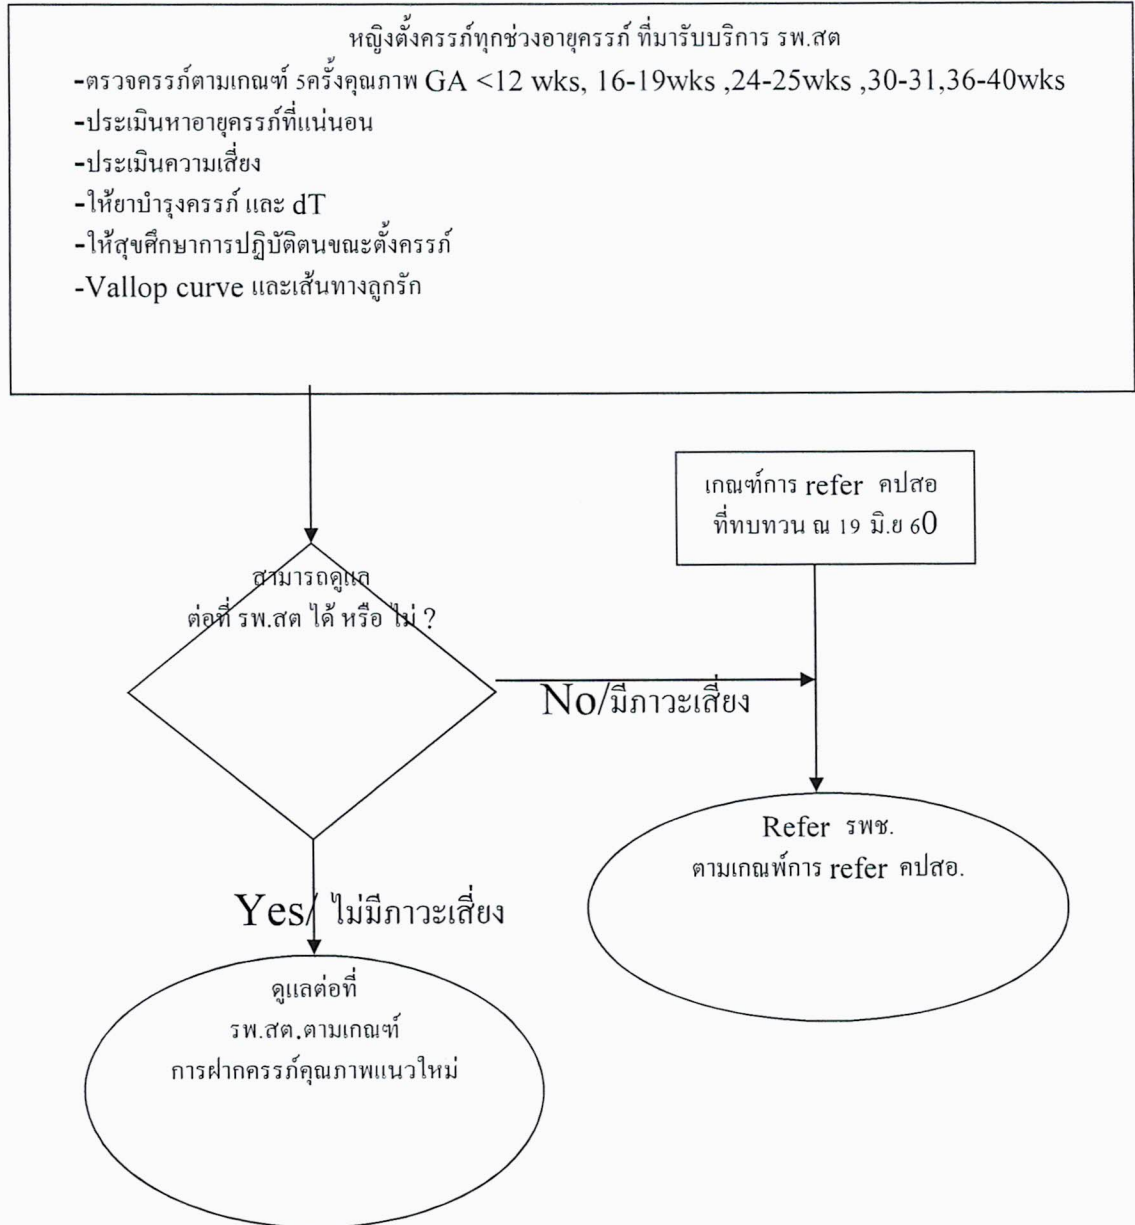 หญิงตั้งครรภ์ทุกช่วงอายุครรภ์ ที่มารับบริการ รพ.สต
-ตรวจครรภ์ตามเกณฑ์ 5ครั้งคุณภาพ GA <12 wks, 16-19wks ,24-25wks ,30-31,36-40wks
-ประเมินหาอายุครรภ์ที่แน่นอน
-ประเมินความเสี่ยง
-ให้ยาบำรุงครรภ์ และ dT
-ให้สุขศึกษาการปฏิบัติตนขณะตั้งครรภ์
-Vallop curve และเส้นทางลูกรัก
เกณฑ์การ refer คปสอ
ที่ทบทวน ณ 19 มิ.ย 60
สามารถดูแล
ต่อที่ รพ.สต ได้ หรือ ไม่ ?
No/มีภาวะเสี่ยง
Refer รพช.
ตามเกณฑ์การ refer คปสอ.
Yes/ ไม่มีภาวะเสี่ยง
ดูแลต่อที่
รพ.สต.ตามเกณฑ์
การฝากครรภ์คุณภาพแนวใหม่